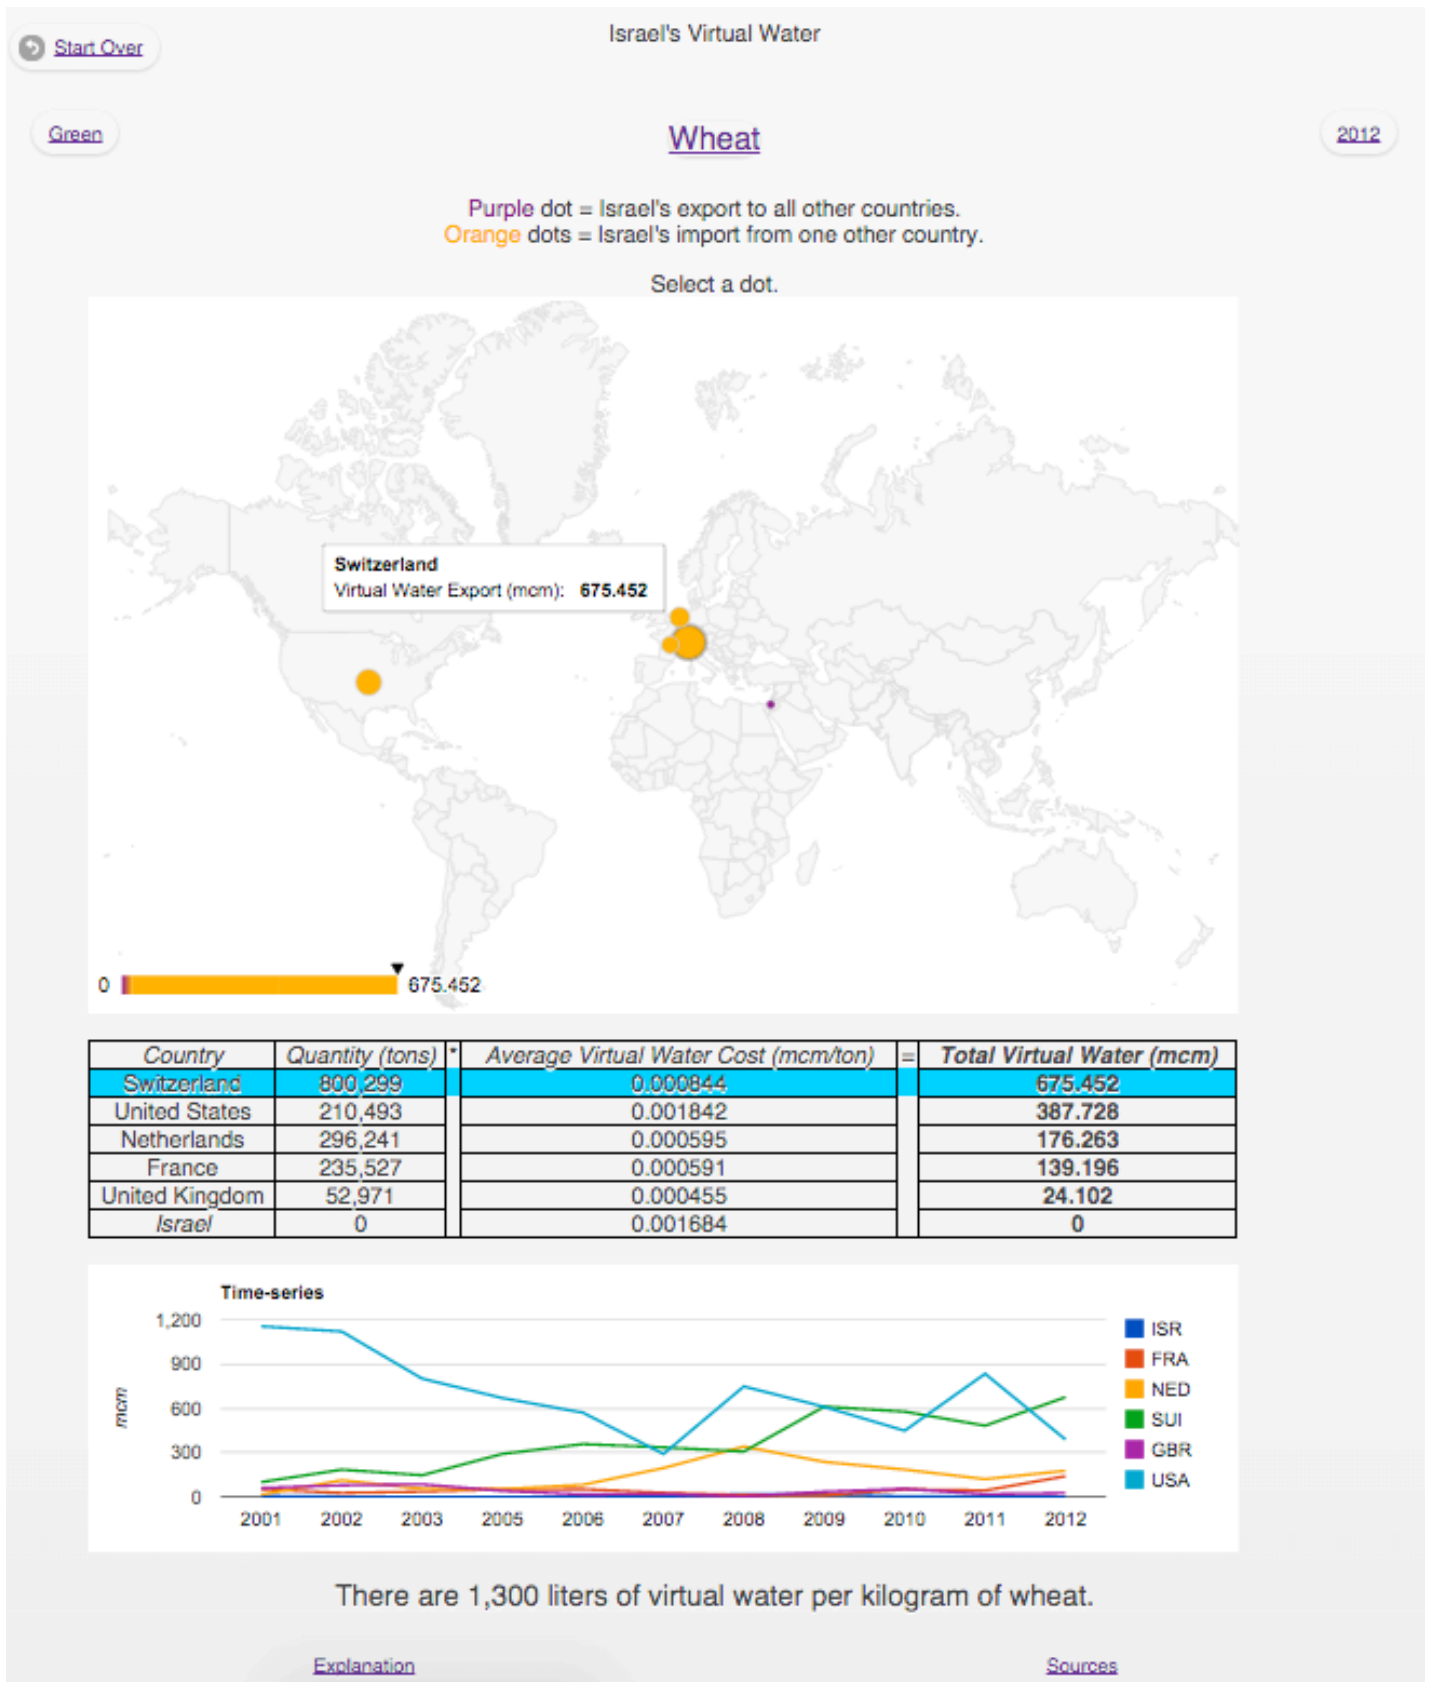 Israel's Virtual Water
Start Over
Green
Wheat
2012
Purple dot = Israel's export to all other countries.
Orange dots = Israel's import from one other country.
Select a dot.
Switzerland
Virtual Water Export (mcm): 675.452
0 675.452
Country Quantity (tons) * Average Virtual Water Cost (mcm/ton) = Total Virtual Water (mcm)
Switzerland 800,299 0.000844 675.452
United States 210,493 0.001842 387.728
Netherlands 296,241 0.000595 176.263
France 235,527 0.000591 139.196
United Kingdom 52,971 0.000455 24.102
Israel 0 0.001684 0
Time-series
1,200
900
600
300
0
mcm
2001 2002 2003 2005 2006 2007 2008 2009 2010 2011 2012
ISR
FRA
NED
SUI
GBR
USA
There are 1,300 liters of virtual water per kilogram of wheat.
Explanation Sources